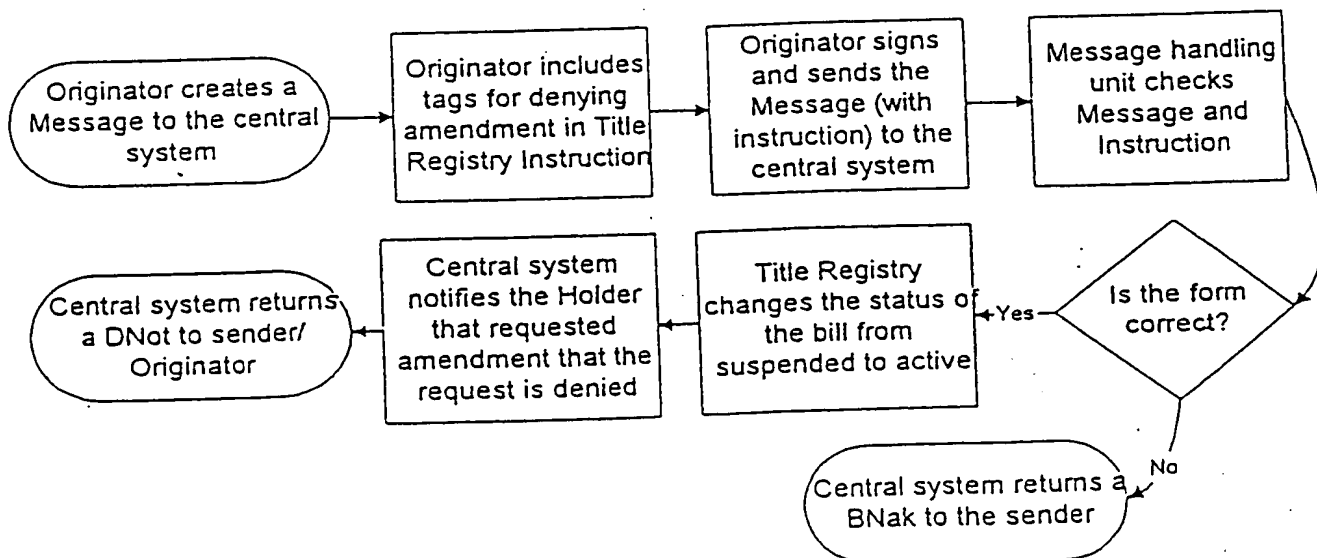 Originator creates a
Message to the central
system
Originator includes
tags for denying
amendment in Title
Registry Instruction
Originator signs
and sends the
Message (with
instruction) to the
central system
Message handling
unit checks
Message and
Instruction
Is the form
correct?
Yes
Title Registry
changes the status of
the bill from
suspended to active
Central system
notifies the Holder
that requested
amendment that the
request is denied
Central system returns
a DNot to sender/
Originator
No
Central system returns a
BNak to the sender